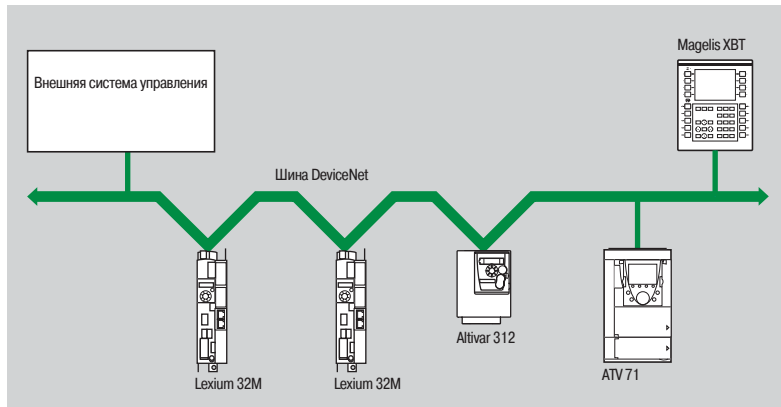 Magelis XBT
Внешняя система управления
Шина DeviceNet
Altivar 312
Lexium 32M
Lexium 32M
ATV 71